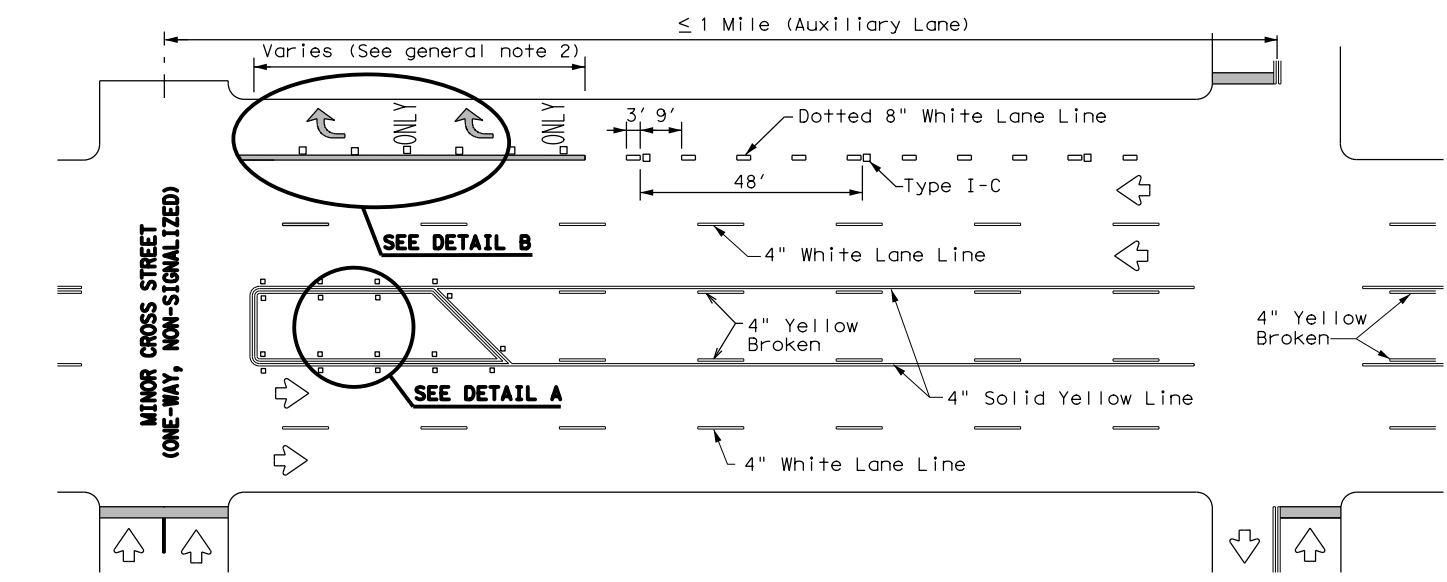 ≤ 1 Mile (Auxiliary Lane)
Varies (See general note 2)
ONLY
ONLY
3' 9'
Dotted 8" White Lane Line
48'
Type I-C
SEE DETAIL B
4" White Lane Line
MINOR CROSS STREET
(ONE-WAY, NON-SIGNALIZED)
4" Yellow
Broken
4" Yellow
Broken
SEE DETAIL A
4" Solid Yellow Line
4" White Lane Line